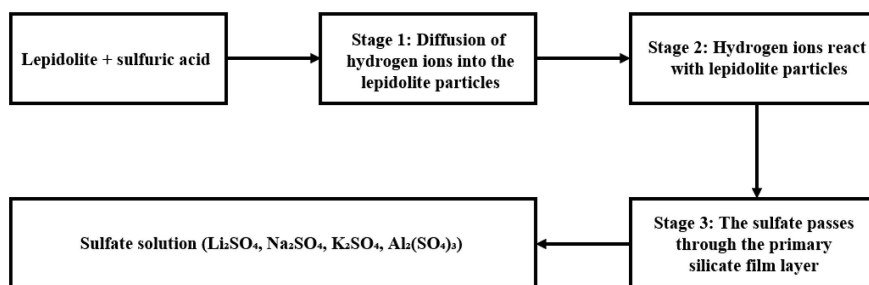 Lepidolite + sulfuric acid
Stage 1: Diffusion of
hydrogen ions into the
lepidolite particles
Stage 2: Hydrogen ions react
with lepidolite particles
Stage 3: The sulfate passes
through the primary
silicate film layer
Sulfate solution (Li₂SO₄, Na₂SO₄, K₂SO₄, Al₂(SO₄)₃)